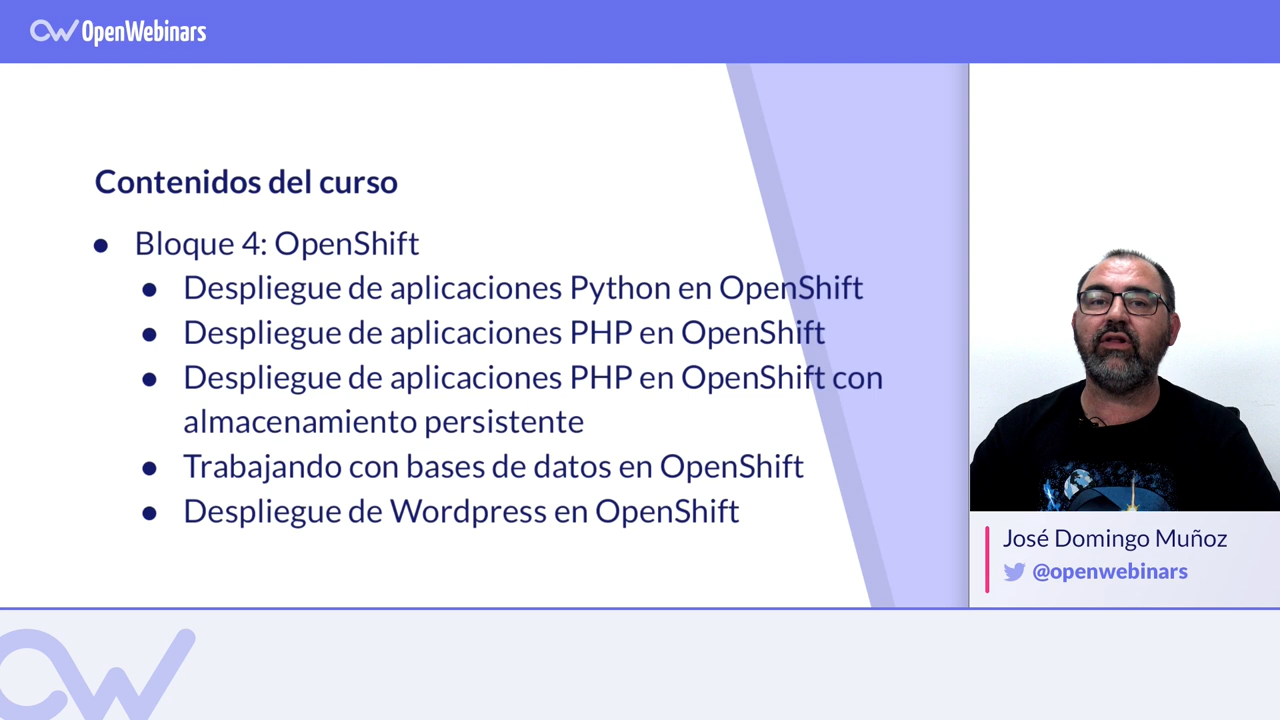 OpenWebinars
Contenidos del curso
● Bloque 4: OpenShift
● Despliegue de aplicaciones Python en OpenShift
● Despliegue de aplicaciones PHP en OpenShift
● Despliegue de aplicaciones PHP en OpenShift con
almacenamiento persistente
● Trabajando con bases de datos en OpenShift
● Despliegue de Wordpress en OpenShift
José Domingo Muñoz
@openwebinars